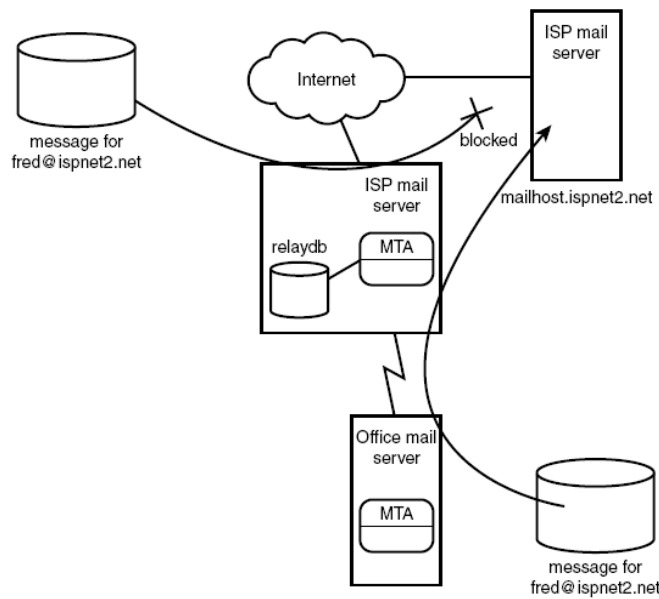 ISP mail
server
Internet
message for
fred@ispnet2.net
blocked
mailhost.ispnet2.net
ISP mail
server
relaydb
MTA
Office mail
server
MTA
message for
fred@ispnet2.net